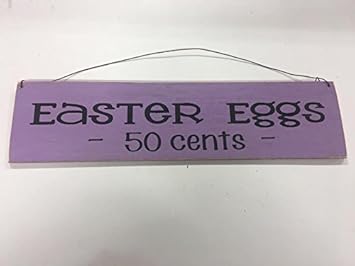 Easter Eggs
- 50 cents -